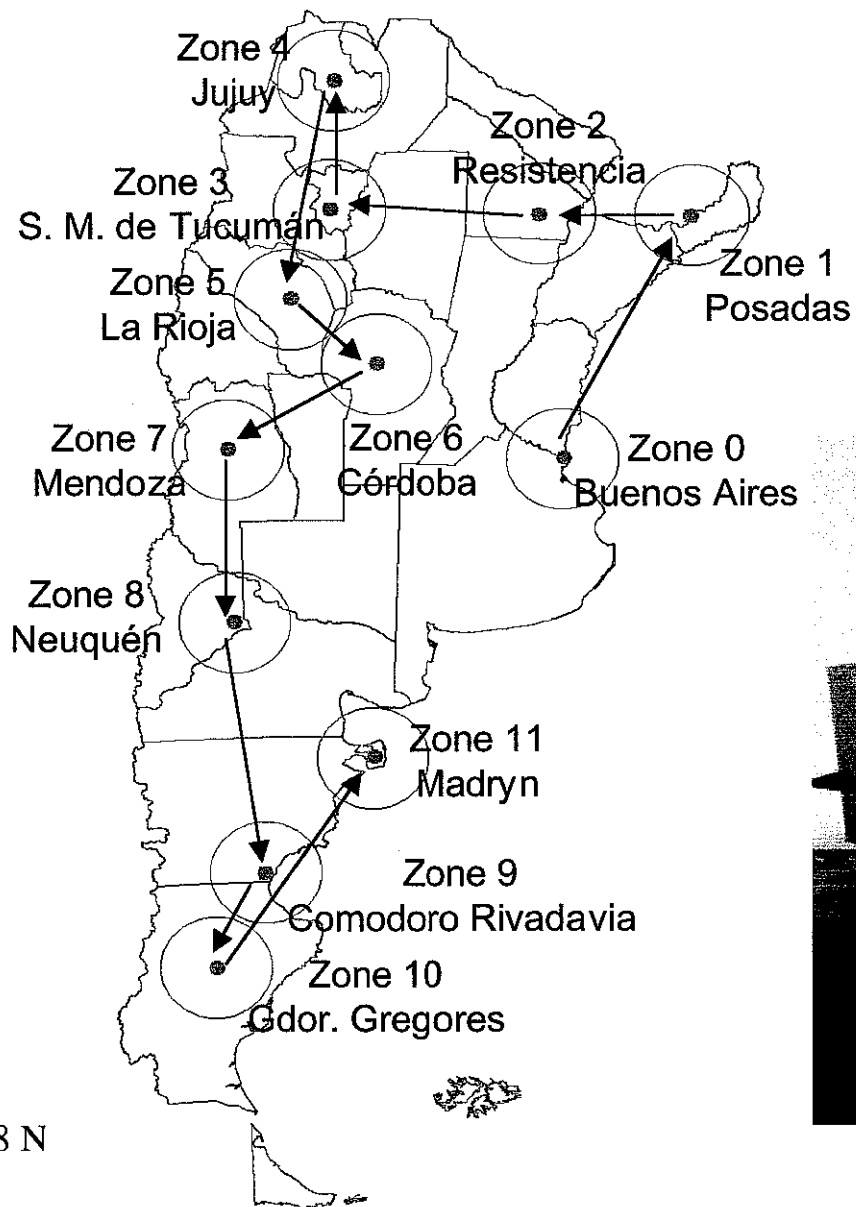 Zone 4
Jujuy
Zone 2
Resistencia
Zone 3
S. M. de Tucumán
Zone 1
Posadas
Zone 5
La Rioja
Zone 7
Mendoza
Zone 6
Córdoba
Zone 0
Buenos Aires
Zone 8
Neuquén
Zone 11
Madryn
Zone 9
Comodoro Rivadavia
Zone 10
Gdor. Gregores
8 N